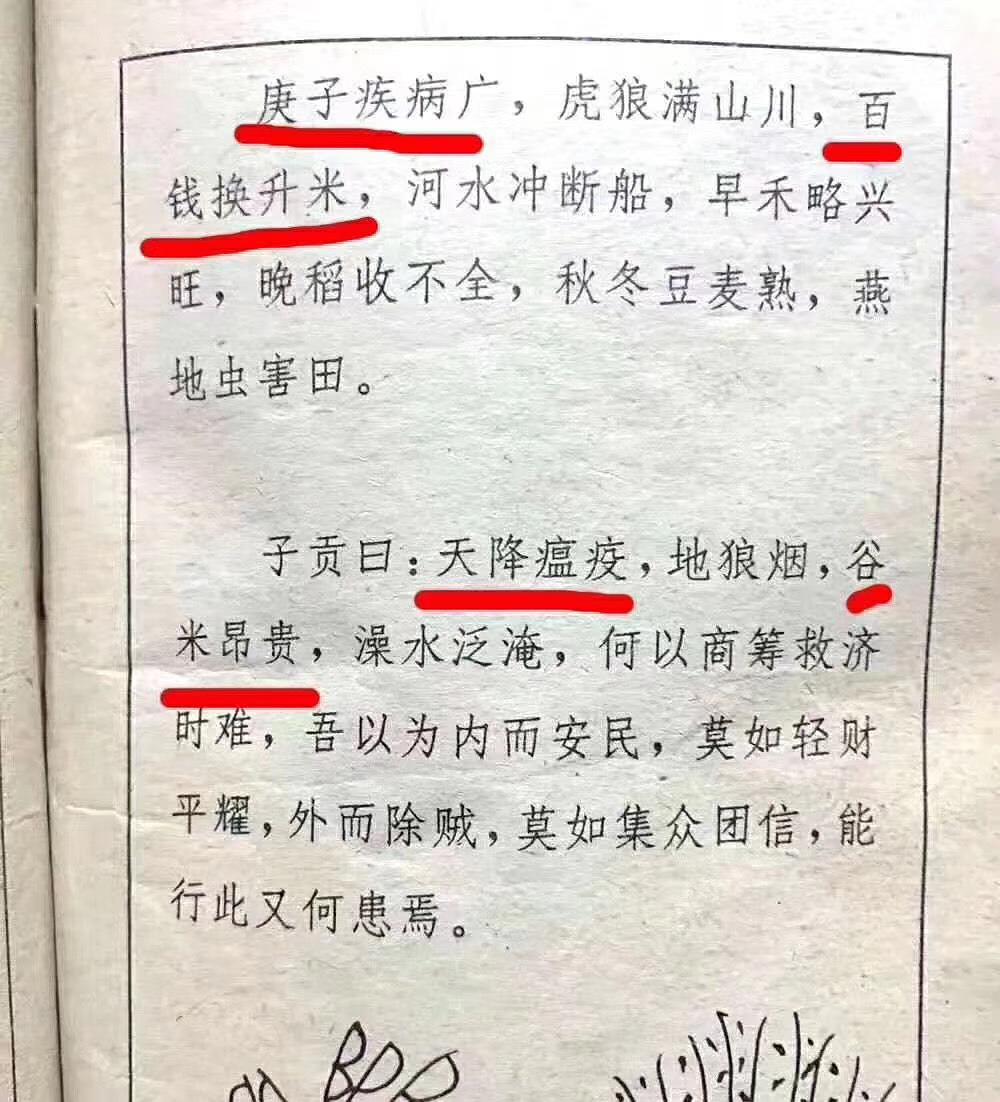 庚子疾病广，虎狼满山川，百
钱换升米，河水冲断船，早禾略兴
旺，晚稻收不全，秋冬豆麦熟，燕
地虫害田。
子贡曰：天降瘟疫，地狼烟，谷
米昂贵，澡水泛淹，何以商筹救济
时难，吾以为内而安民，莫如轻财
平耀，外而除贼，莫如集众团信，能
行此又何患焉。